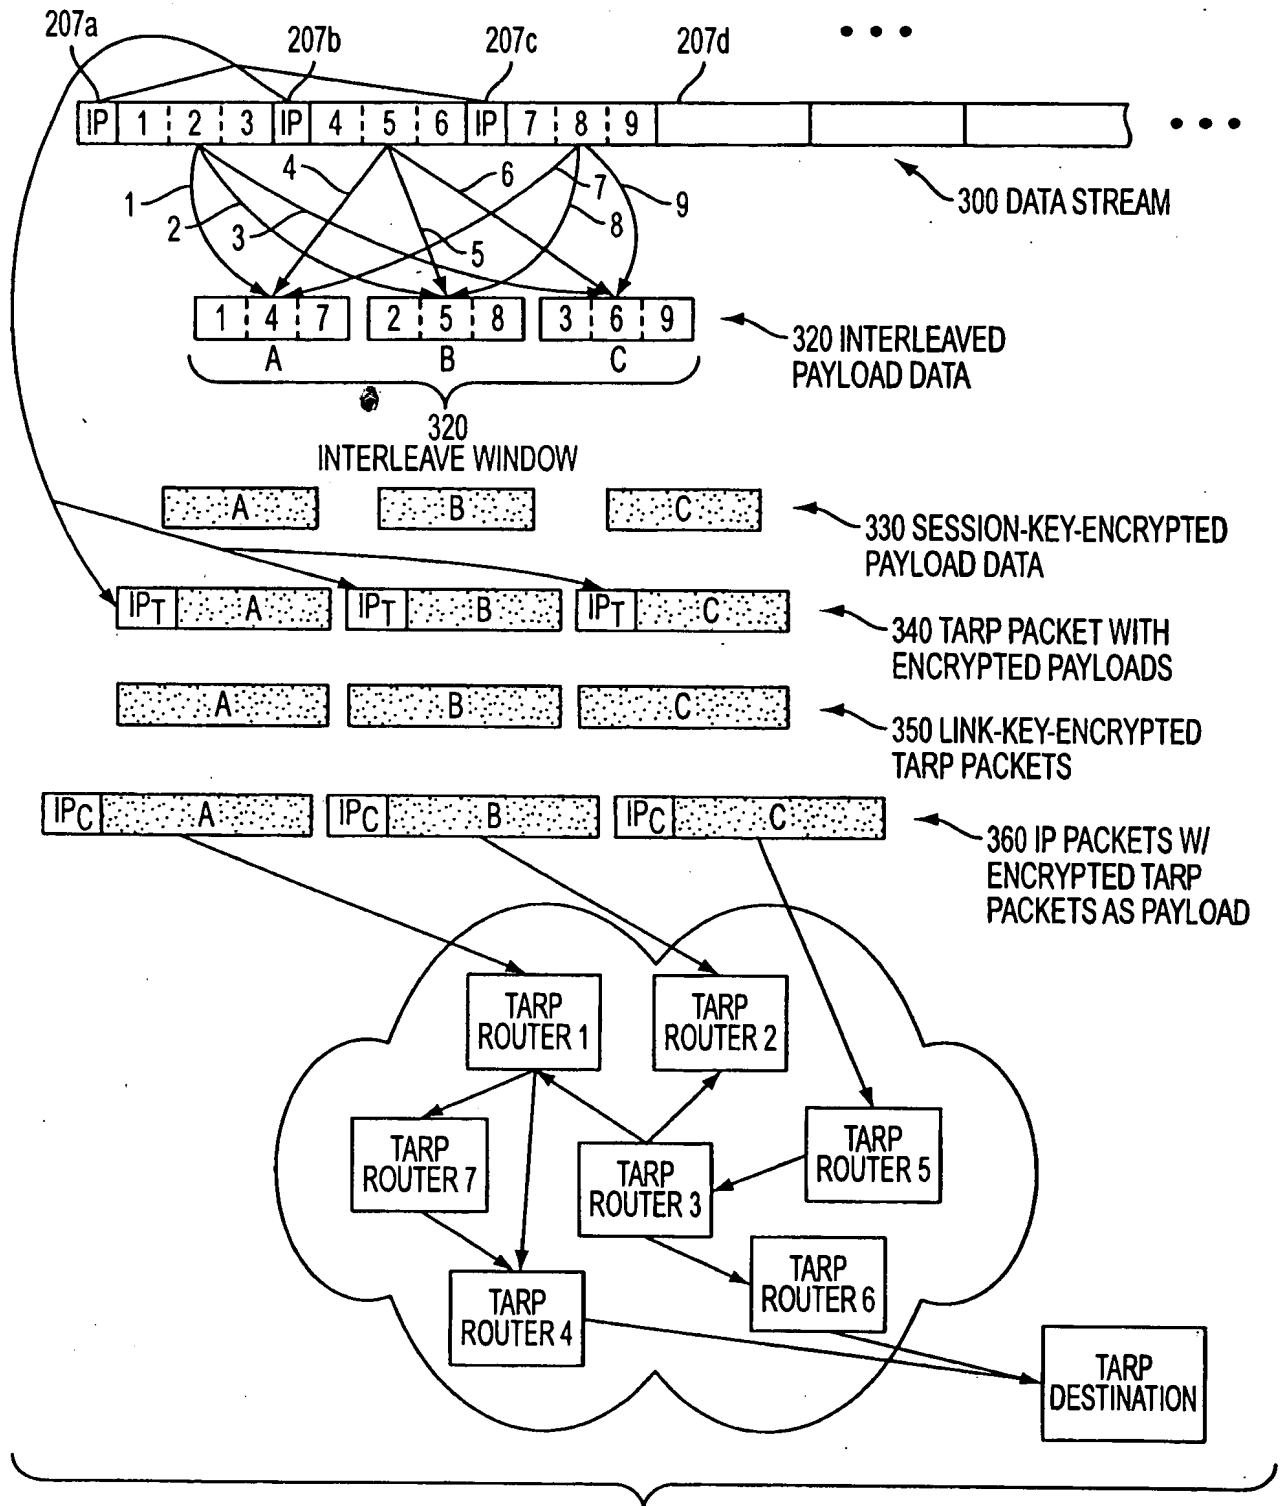 207a
207b
207c
207d
IP 1 2 3 IP 4 5 6 IP 7 8 9
300 DATA STREAM
1 2 3 4 5 6 7 8 9
1 4 7 2 5 8 3 6 9
A B C
320 INTERLEAVED
PAYLOAD DATA
320
INTERLEAVE WINDOW
A B C
330 SESSION-KEY-ENCRYPTED
PAYLOAD DATA
IPT A IPT B IPT C
340 TARP PACKET WITH
ENCRYPTED PAYLOADS
A B C
350 LINK-KEY-ENCRYPTED
TARP PACKETS
IPC A IPC B IPC C
360 IP PACKETS W/
ENCRYPTED TARP
PACKETS AS PAYLOAD
TARP
ROUTER 1
TARP
ROUTER 2
TARP
ROUTER 7
TARP
ROUTER 3
TARP
ROUTER 5
TARP
ROUTER 4
TARP
ROUTER 6
TARP
DESTINATION